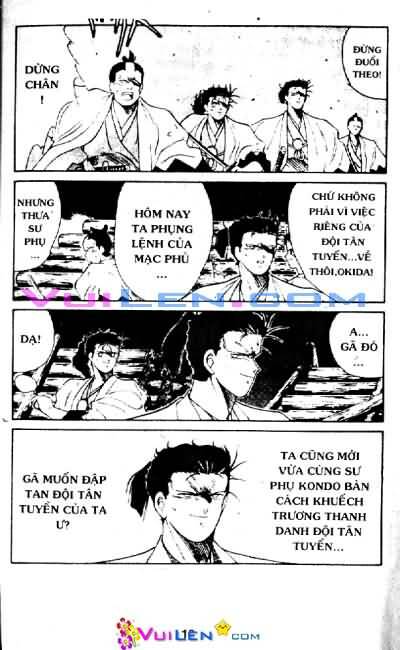 DỪNG
CHÂN
!
ĐỪNG
ĐUỔI
THEO!
NHƯNG
THƯA
SƯ
PHỤ
...
HÔM NAY
TA PHỤNG
LỆNH CỦA
MẠC PHỦ
...
CHỨ KHÔNG
PHẢI VÌ VIỆC
RIÊNG CỦA
ĐỘI TÂN
TUYỂN...VỀ
THÔI,OKIDA!
VUILEN.COM
DẠ!
A...
GÃ ĐÓ
...
GÃ MUỐN ĐẬP
TAN ĐỘI TÂN
TUYỂN CỦA TA
Ư?
TA CŨNG MỚI
VỪA CÙNG SƯ
PHỤ KONDO BÀN
CÁCH KHUẾCH
TRƯƠNG THANH
DANH ĐỘI TÂN
TUYỂN...
VUILEN.COM